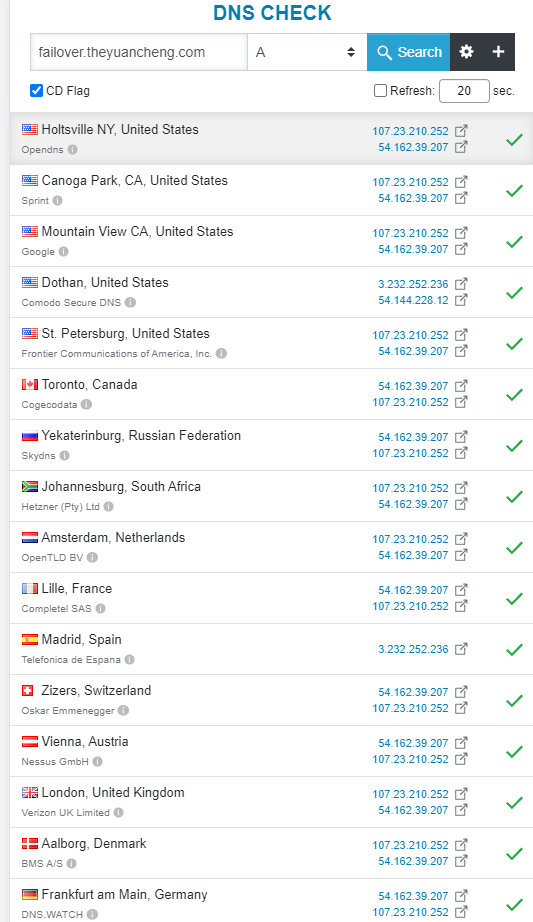 DNS CHECK
failover.theyuancheng.com A Search
CD Flag Refresh: 20 sec.
Holtsville NY, United States
Opendns
107.23.210.252
54.162.39.207
Canoga Park, CA, United States
Sprint
107.23.210.252
54.162.39.207
Mountain View CA, United States
Google
107.23.210.252
54.162.39.207
Dothan, United States
Comodo Secure DNS
3.232.252.236
54.144.228.12
St. Petersburg, United States
Frontier Communications of America, Inc.
107.23.210.252
54.162.39.207
Toronto, Canada
Cogecodata
54.162.39.207
107.23.210.252
Yekaterinburg, Russian Federation
Skydns
54.162.39.207
107.23.210.252
Johannesburg, South Africa
Hetzner (Pty) Ltd
107.23.210.252
54.162.39.207
Amsterdam, Netherlands
OpenTLD BV
107.23.210.252
54.162.39.207
Lille, France
Completel SAS
54.162.39.207
107.23.210.252
Madrid, Spain
Telefonica de Espana
3.232.252.236
Zizers, Switzerland
Oskar Emmenegger
54.162.39.207
107.23.210.252
Vienna, Austria
Nessus GmbH
54.162.39.207
107.23.210.252
London, United Kingdom
Verizon UK Limited
107.23.210.252
54.162.39.207
Aalborg, Denmark
BMS A/S
107.23.210.252
54.162.39.207
Frankfurt am Main, Germany
DNS.WATCH
54.162.39.207
107.23.210.252